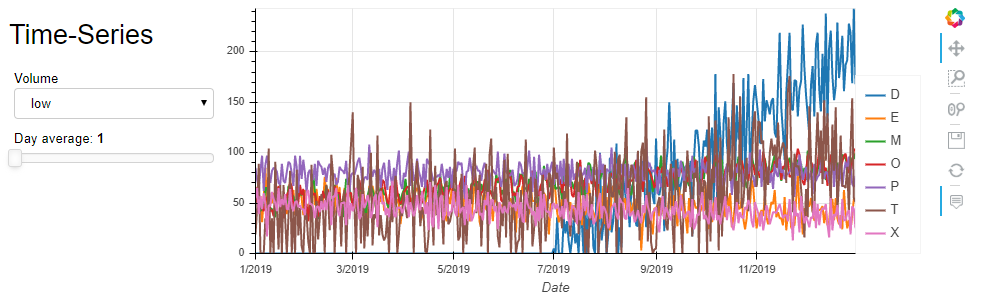 Time-Series
Volume
low
Day average: 1
200
150
100
50
0
1/2019
3/2019
5/2019
7/2019
9/2019
11/2019
Date
D
E
M
O
P
T
X